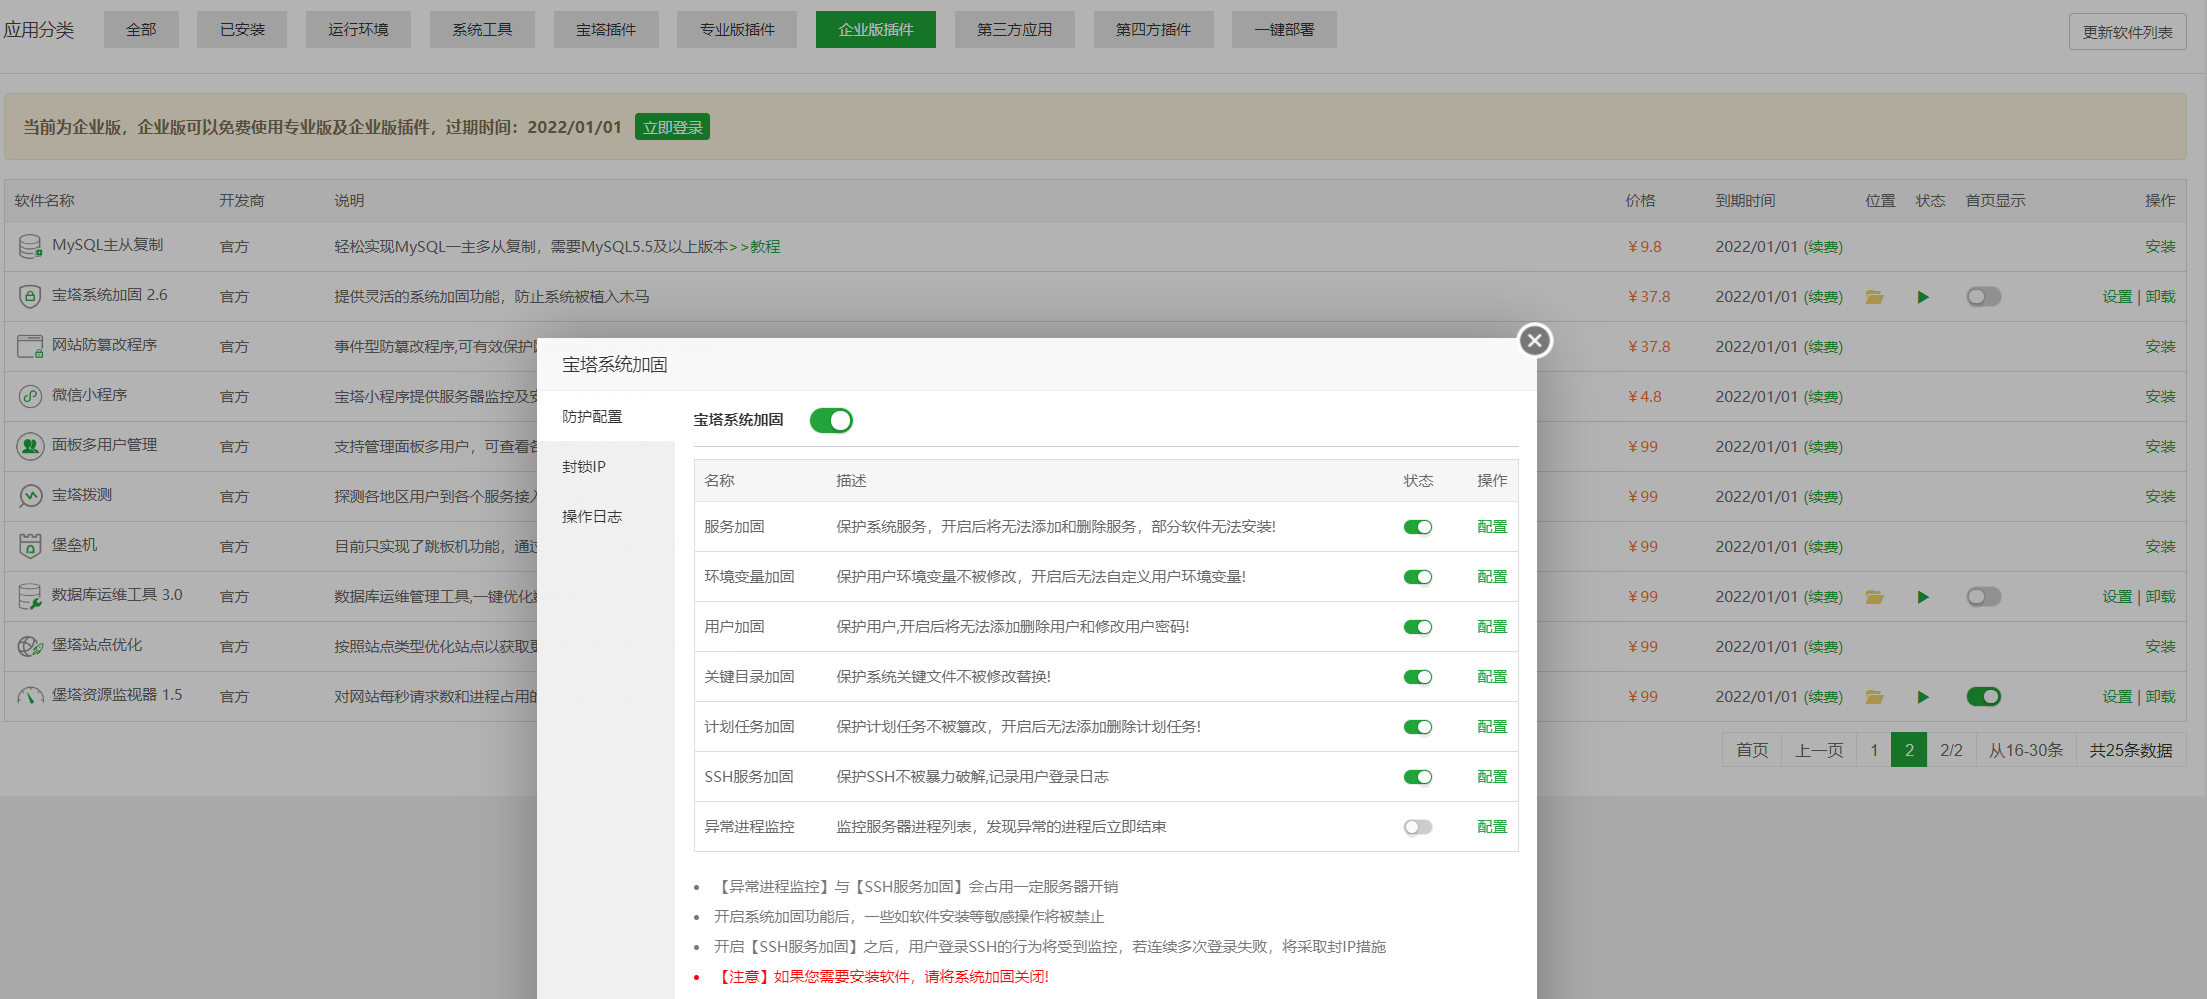 应用分类 全部 已安装 运行环境 系统工具 宝塔插件 专业版插件 企业版插件 第三方应用 第四方插件 一键部署 更新软件列表
当前为企业版，企业版可以免费使用专业版及企业版插件，过期时间：2022/01/01 立即登录
软件名称 开发商 说明 价格 到期时间 位置 状态 首页显示 操作
MySQL主从复制 官方 轻松实现MySQL一主多从复制，需要MySQL5.5及以上版本>>教程 ￥9.8 2022/01/01 (续费) 安装
宝塔系统加固 2.6 官方 提供灵活的系统加固功能，防止系统被植入木马 ￥37.8 2022/01/01 (续费) 设置 | 卸载
网站防篡改程序 官方 事件型防篡改程序,可有效保护 ￥37.8 2022/01/01 (续费) 安装
微信小程序 官方 宝塔小程序提供服务器监控及 ￥4.8 2022/01/01 (续费) 安装
面板多用户管理 官方 支持管理面板多用户，可查看 ￥99 2022/01/01 (续费) 安装
宝塔拨测 官方 探测各地区用户到各个服务接 ￥99 2022/01/01 (续费) 安装
堡垒机 官方 目前只实现了跳板机功能，通 ￥99 2022/01/01 (续费) 安装
数据库运维工具 3.0 官方 数据库运维管理工具,一键优化 ￥99 2022/01/01 (续费) 设置 | 卸载
堡塔站点优化 官方 按照站点类型优化站点以获取 ￥99 2022/01/01 (续费) 安装
堡塔资源监视器 1.5 官方 对网站每秒请求数和进程占用 ￥99 2022/01/01 (续费) 设置 | 卸载
首页 上一页 1 2 2/2 从16-30条 共25条数据
宝塔系统加固
防护配置
封锁IP
操作日志
宝塔系统加固
名称 描述 状态 操作
服务加固 保护系统服务，开启后将无法添加和删除服务，部分软件无法安装! 配置
环境变量加固 保护用户环境变量不被修改，开启后无法自定义用户环境变量! 配置
用户加固 保护用户,开启后将无法添加删除用户和修改用户密码! 配置
关键目录加固 保护系统关键文件不被修改替换! 配置
计划任务加固 保护计划任务不被篡改，开启后无法添加删除计划任务! 配置
SSH服务加固 保护SSH不被暴力破解,记录用户登录日志 配置
异常进程监控 监控服务器进程列表，发现异常的进程后立即结束 配置
【异常进程监控】与【SSH服务加固】会占用一定服务器开销
开启系统加固功能后，一些如软件安装等敏感操作将被禁止
开启【SSH服务加固】之后，用户登录SSH的行为将受到监控，若连续多次登录失败，将采取封IP措施
【注意】如果您需要安装软件，请将系统加固关闭!